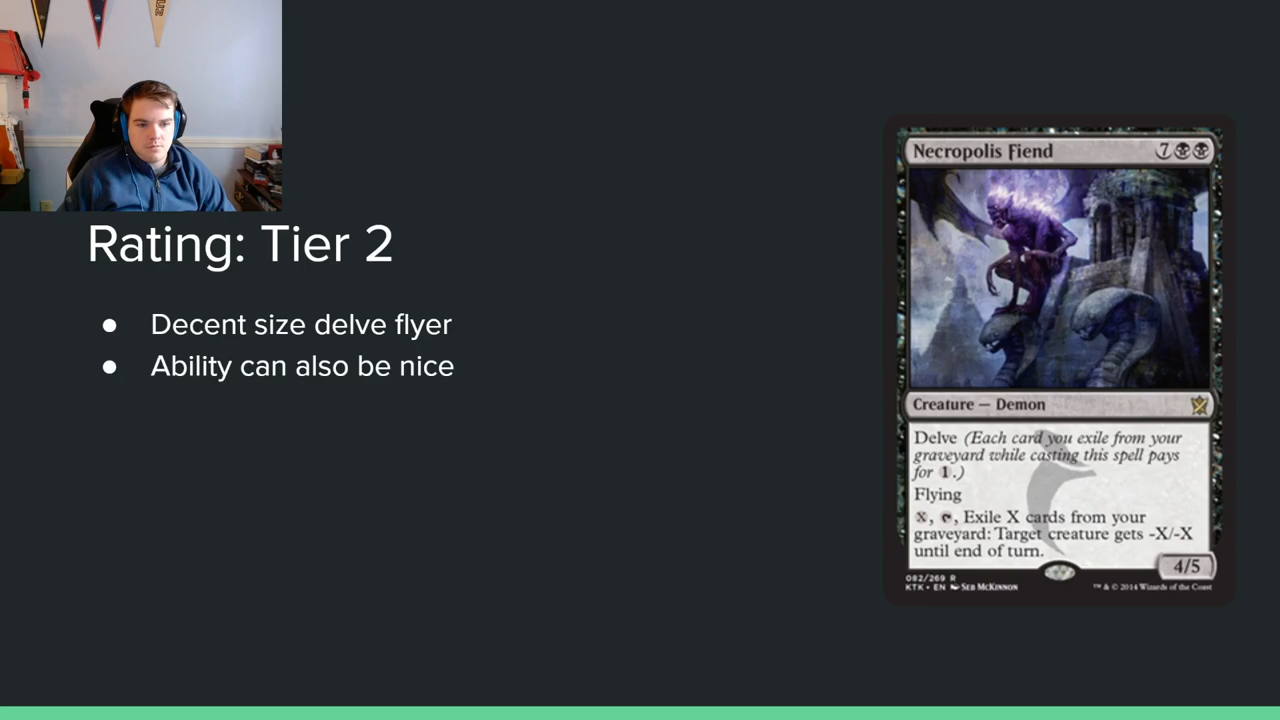 Rating: Tier 2
● Decent size delve flyer
● Ability can also be nice
Necropolis Fiend 7
Creature — Demon
Delve (Each card you exile from your
graveyard while casting this spell pays
for 1.)
Flying
X, , Exile X cards from your
graveyard: Target creature gets -X/-X
until end of turn.
4/5
082/269 R
KTK • EN SEB MCKINNON
™ & © 2014 Wizards of the Coast